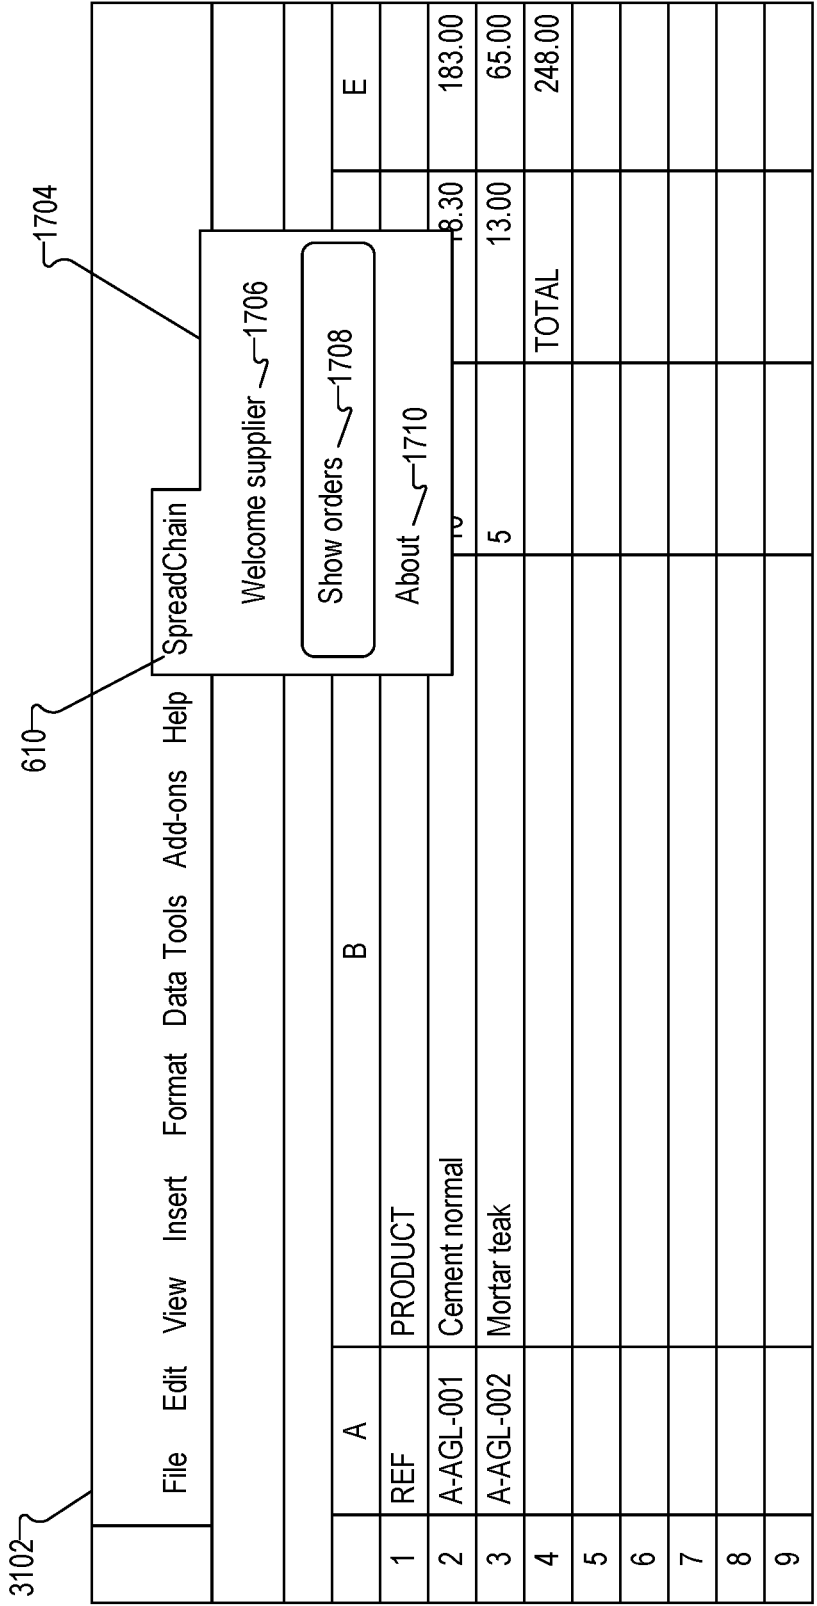 3102
610
1704
File Edit View Insert Format Data Tools Add-ons Help SpreadChain
Welcome supplier 1706
Show orders 1708
About 1710
A B E
1 REF PRODUCT
2 A-AGL-001 Cement normal 183.00
3 A-AGL-002 Mortar teak 5 13.00 65.00
4 TOTAL 248.00
5
6
7
8
9